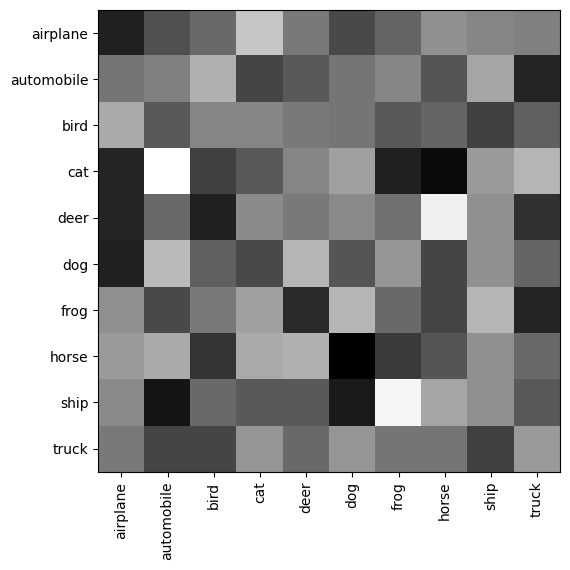 airplane
automobile
bird
cat
deer
dog
frog
horse
ship
truck
airplane
automobile
bird
cat
deer
dog
frog
horse
ship
truck